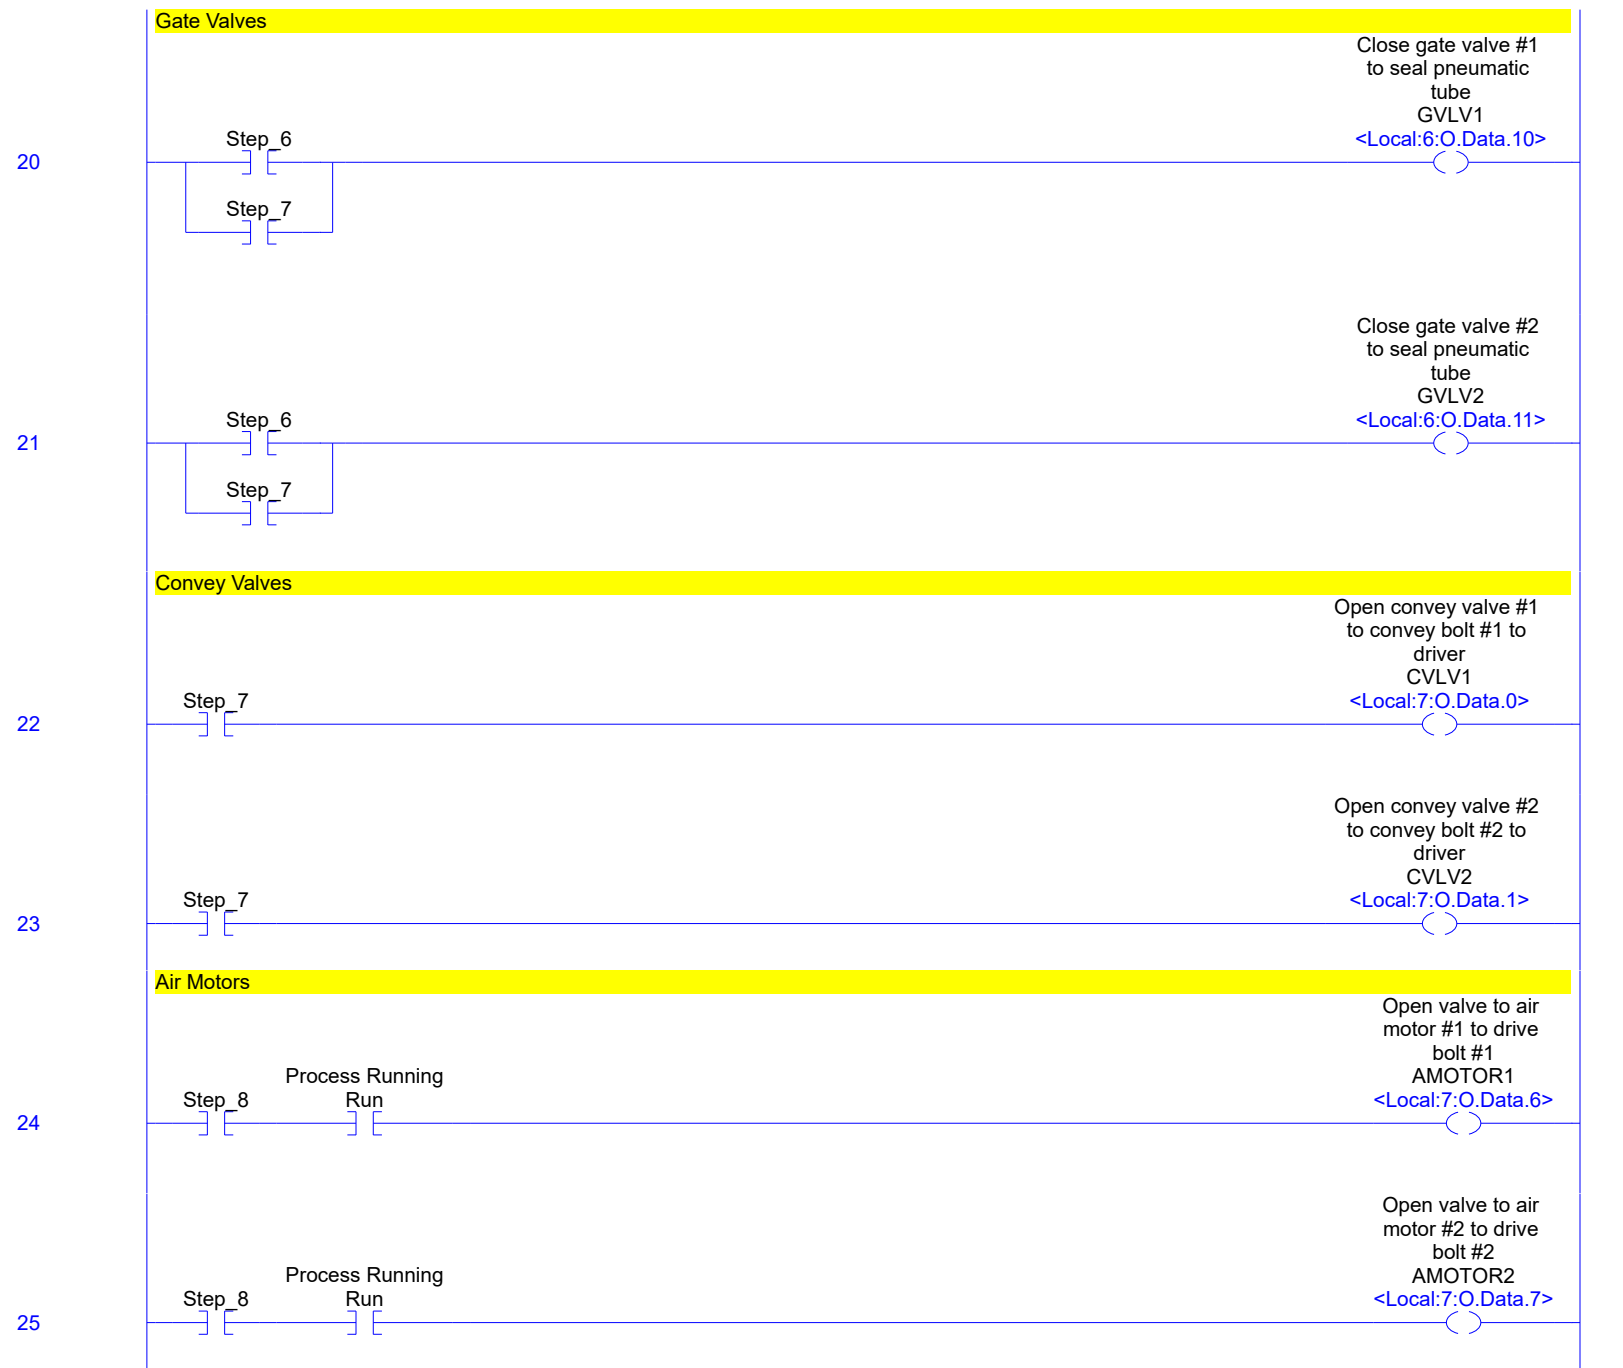 Gate Valves
Close gate valve #1
to seal pneumatic
tube
GVLV1
<Local:6:O.Data.10>
Step_6
20
Step_7
Close gate valve #2
to seal pneumatic
tube
GVLV2
<Local:6:O.Data.11>
Step_6
21
Step_7
Convey Valves
Open convey valve #1
to convey bolt #1 to
driver
CVLV1
<Local:7:O.Data.0>
Step_7
22
Open convey valve #2
to convey bolt #2 to
driver
CVLV2
<Local:7:O.Data.1>
Step_7
23
Air Motors
Open valve to air
motor #1 to drive
bolt #1
AMOTOR1
<Local:7:O.Data.6>
Process Running
Step_8 Run
24
Open valve to air
motor #2 to drive
bolt #2
AMOTOR2
<Local:7:O.Data.7>
Process Running
Step_8 Run
25